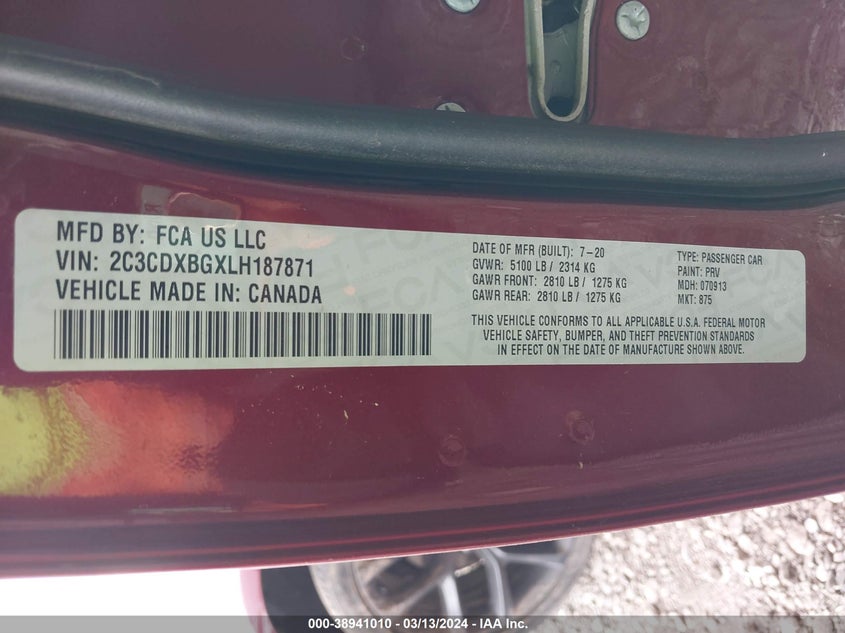 MFD BY: FCA US LLC
VIN: 2C3CDXBGXLH187871
VEHICLE MADE IN: CANADA
DATE OF MFR (BUILT): 7-20
GVWR: 5100 LB / 2314 KG
GAWR FRONT: 2810 LB / 1275 KG
GAWR REAR: 2810 LB / 1275 KG
TYPE: PASSENGER CAR
PAINT: PRV
MDH: 070913
MKT: 875
THIS VEHICLE CONFORMS TO ALL APPLICABLE U.S.A. FEDERAL MOTOR
VEHICLE SAFETY, BUMPER, AND THEFT PREVENTION STANDARDS
IN EFFECT ON THE DATE OF MANUFACTURE SHOWN ABOVE.
000-38941010 - 03/13/2024 - IAA Inc.